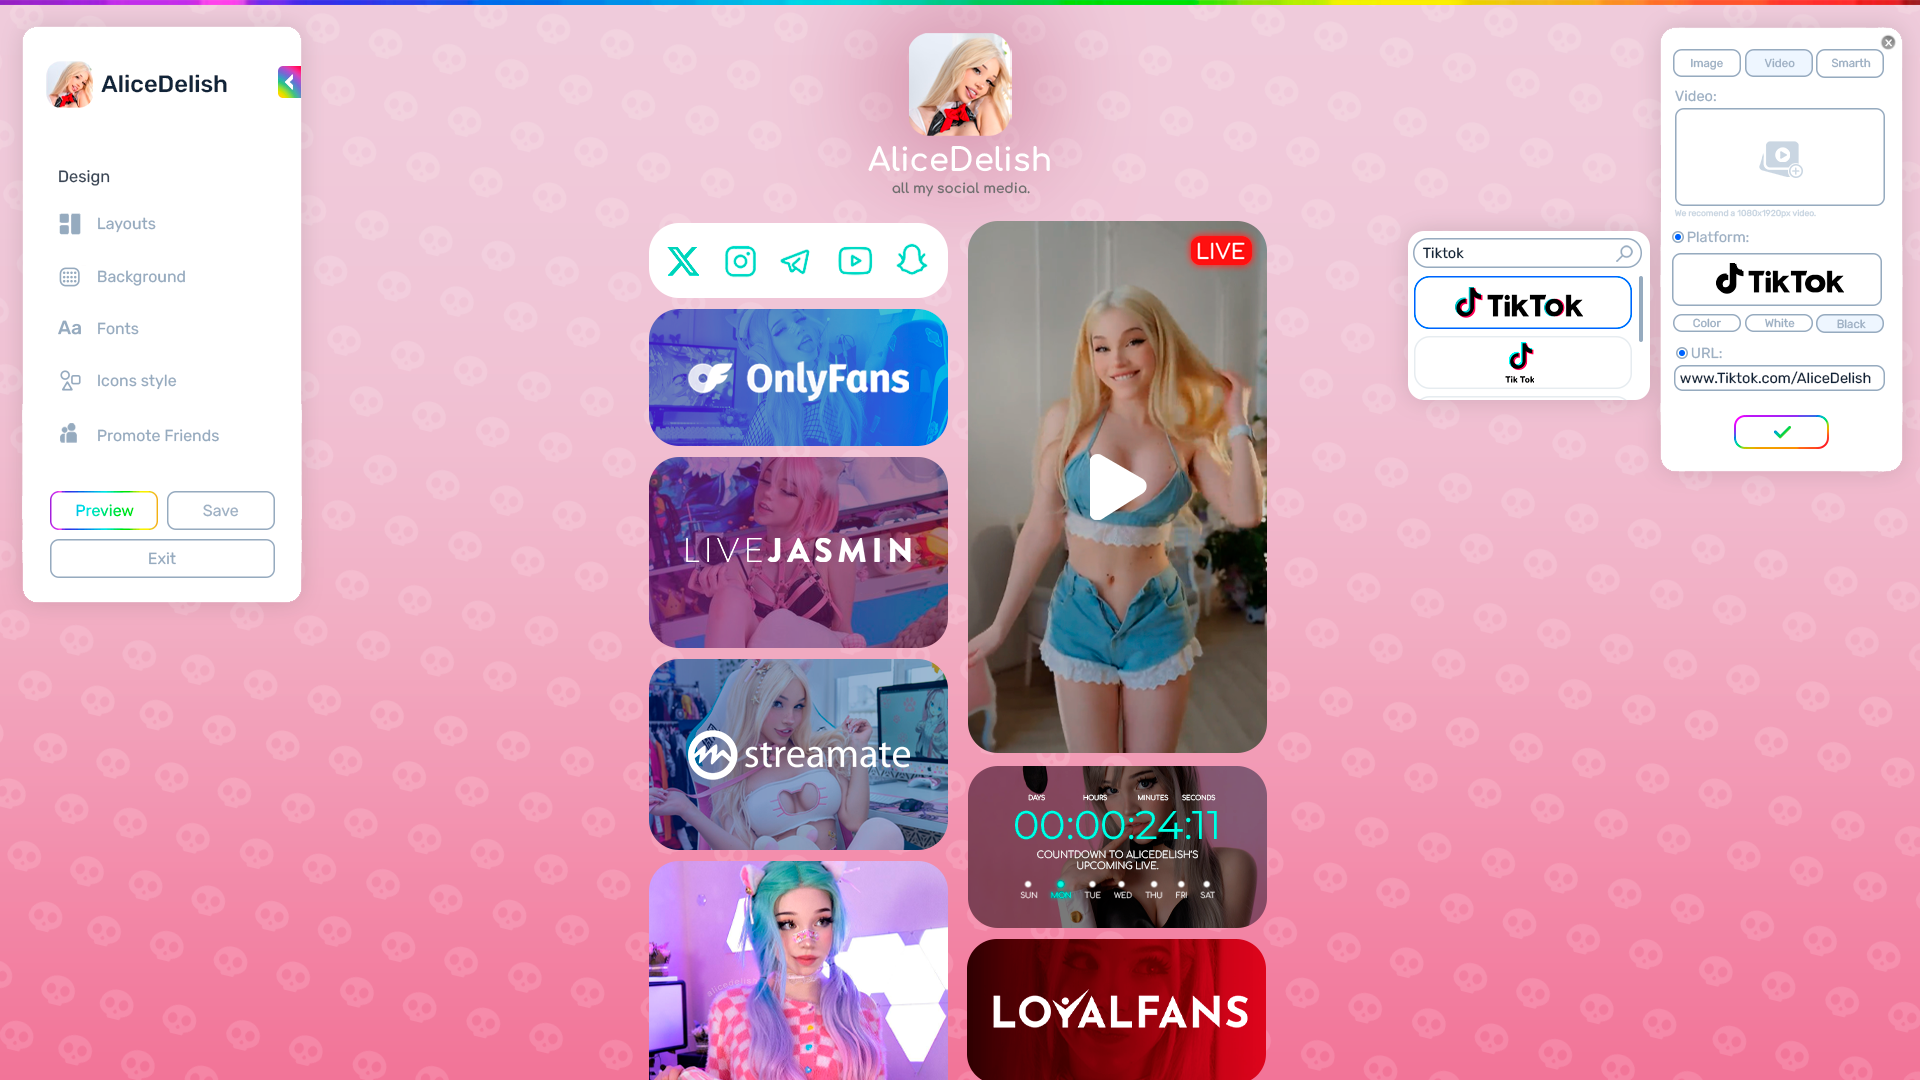 AliceDelish
Design
Layouts
Background
Aa Fonts
Icons style
Promote Friends
Preview
Save
Exit
AliceDelish
all my social media.
OnlyFans
LIVEJASMIN
streamate
alicedelish
LIVE
DAYS HOURS MINUTES SECONDS
00:00:24:11
COUNTDOWN TO ALICEDELISH'S
UPCOMING LIVE.
SUN MON TUE WED THU FRI SAT
LOYALFANS
Tiktok
TikTok
Tik Tok
Image Video Smarth
Video:
We recomend a 1080x1920px video.
Platform:
TikTok
Color White Black
URL:
www.Tiktok.com/AliceDelish